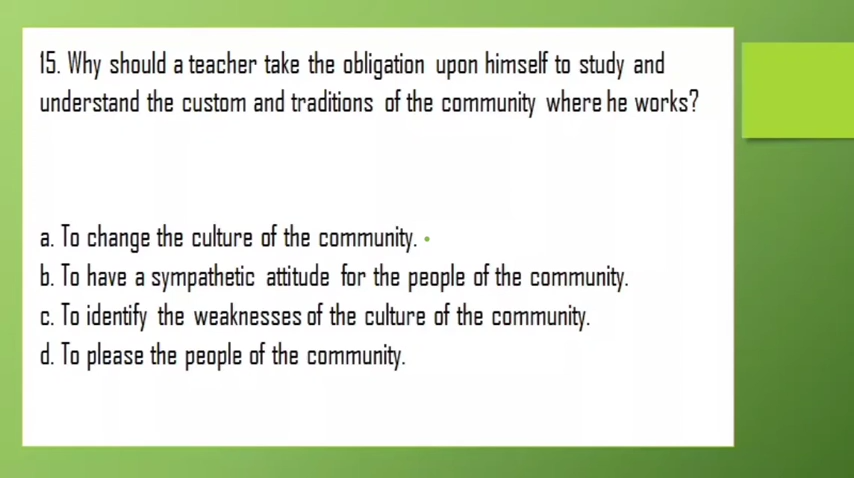 15. Why should a teacher take the obligation upon himself to study and
understand the custom and traditions of the community where he works?
a. To change the culture of the community.
b. To have a sympathetic attitude for the people of the community.
c. To identify the weaknesses of the culture of the community.
d. To please the people of the community.